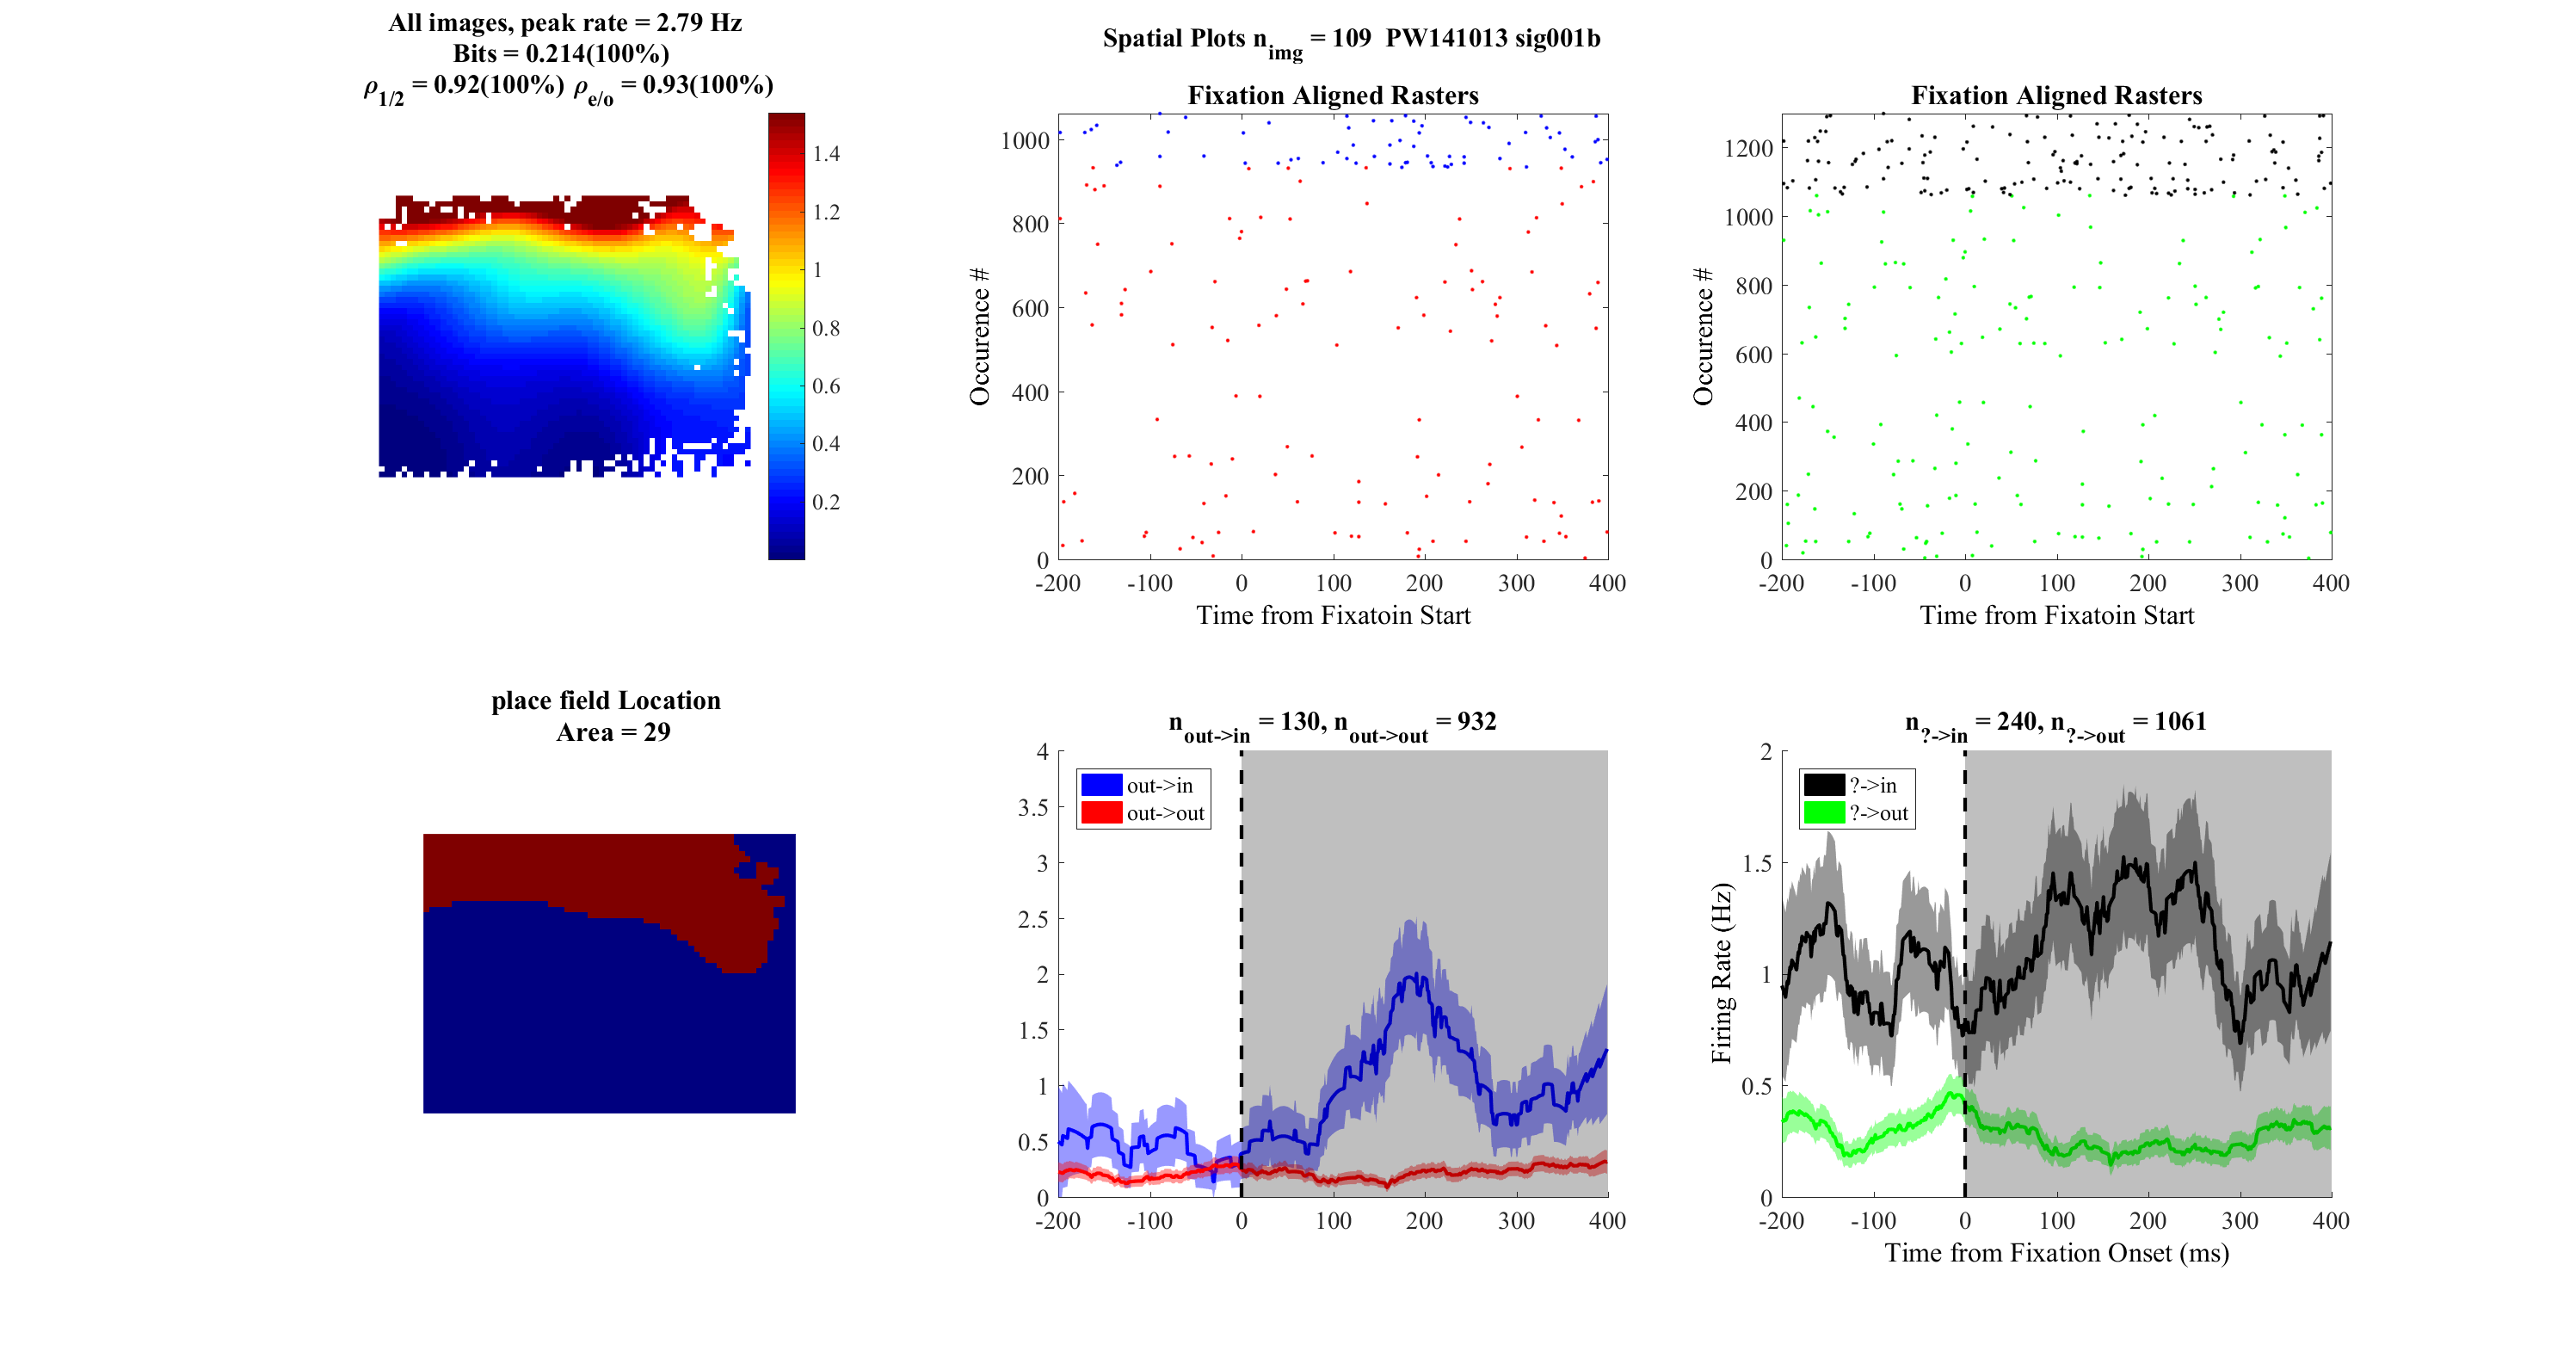 All images, peak rate = 2.79 Hz
Bits = 0.214(100%)
ρ1/2 = 0.92(100%) ρe/o = 0.93(100%)
1.4
1.2
1
0.8
0.6
0.4
0.2
Spatial Plots nimg = 109 PW141013 sig001b
Fixation Aligned Rasters
Occurence #
1000
800
600
400
200
0
-200 -100 0 100 200 300 400
Time from Fixatoin Start
Fixation Aligned Rasters
Occurence #
1200
1000
800
600
400
200
0
-200 -100 0 100 200 300 400
Time from Fixatoin Start
place field Location
Area = 29
nout->in = 130, nout->out = 932
4
3.5
3
2.5
2
1.5
1
0.5
0
out->in
out->out
-200 -100 0 100 200 300 400
n?->in = 240, n?->out = 1061
Firing Rate (Hz)
2
1.5
1
0.5
0
?->in
?->out
-200 -100 0 100 200 300 400
Time from Fixation Onset (ms)